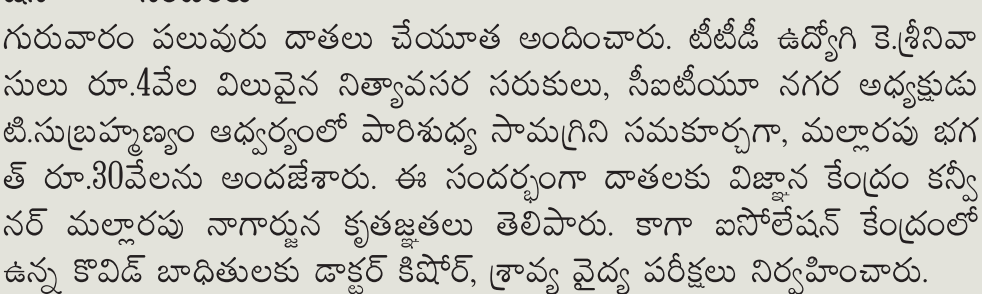 గురువారం పలువురు దాతలు చేయూత అందించారు. టీటీడీ ఉద్యోగి కె.శ్రీనివా
సులు రూ.4వేల విలువైన నిత్యావసర సరుకులు, సీఐటీయూ నగర అధ్యక్షుడు
టి.సుబ్రహ్మణ్యం ఆధ్వర్యంలో పారిశుధ్య సామగ్రిని సమకూర్చగా, మల్లారపు భగ
త్ రూ.30వేలను అందజేశారు. ఈ సందర్భంగా దాతలకు విజ్ఞాన కేంద్రం కన్వీ
నర్ మల్లారపు నాగార్జున కృతజ్ఞతలు తెలిపారు. కాగా ఐసోలేషన్ కేంద్రంలో
ఉన్న కొవిడ్ బాధితులకు డాక్టర్ కిషోర్, శ్రావ్య వైద్య పరీక్షలు నిర్వహించారు.